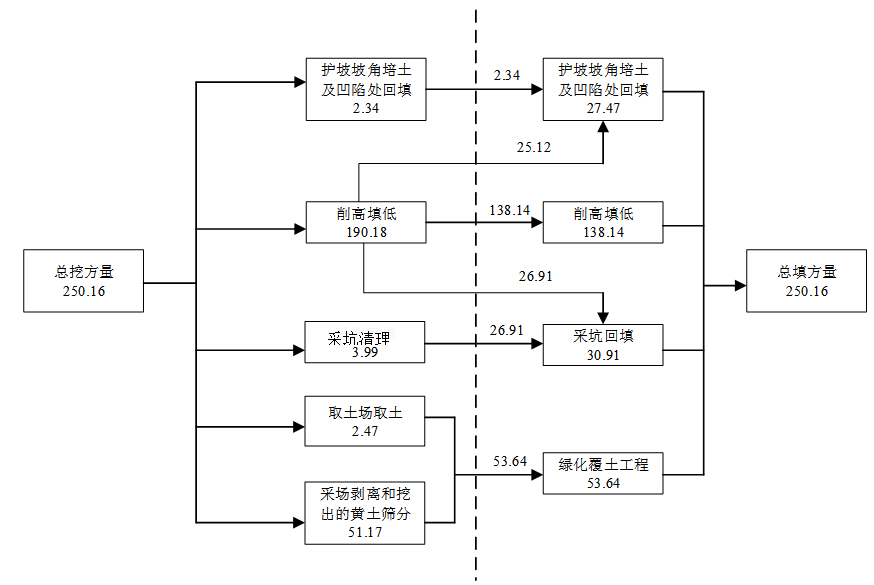 总挖方量
250.16
护坡坡角培土
及凹陷处回填
2.34
削高填低
190.18
采坑清理
3.99
取土场取土
2.47
采场剥离和挖
出的黄土筛分
51.17
2.34
25.12
138.14
26.91
26.91
53.64
护坡坡角培土
及凹陷处回填
27.47
削高填低
138.14
采坑回填
30.91
绿化覆土工程
53.64
总填方量
250.16